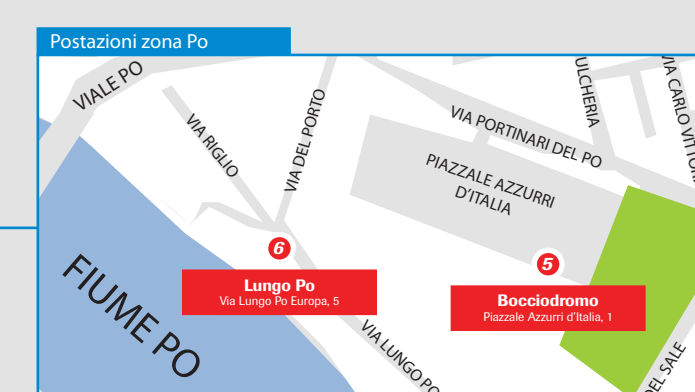 Postazioni zona Po
VIALE PO
VIA RIGLIO
VIA DEL PORTO
VIA PORTINARI DEL PO
ULCHERIA
VIA CARLO VITTORI
PIAZZALE AZZURRI
D'ITALIA
6
Lungo Po
Via Lungo Po Europa, 5
5
Bocciodromo
Piazzale Azzurri d'Italia, 1
FIUME PO
VIA LUNGO PO
DEL SALE